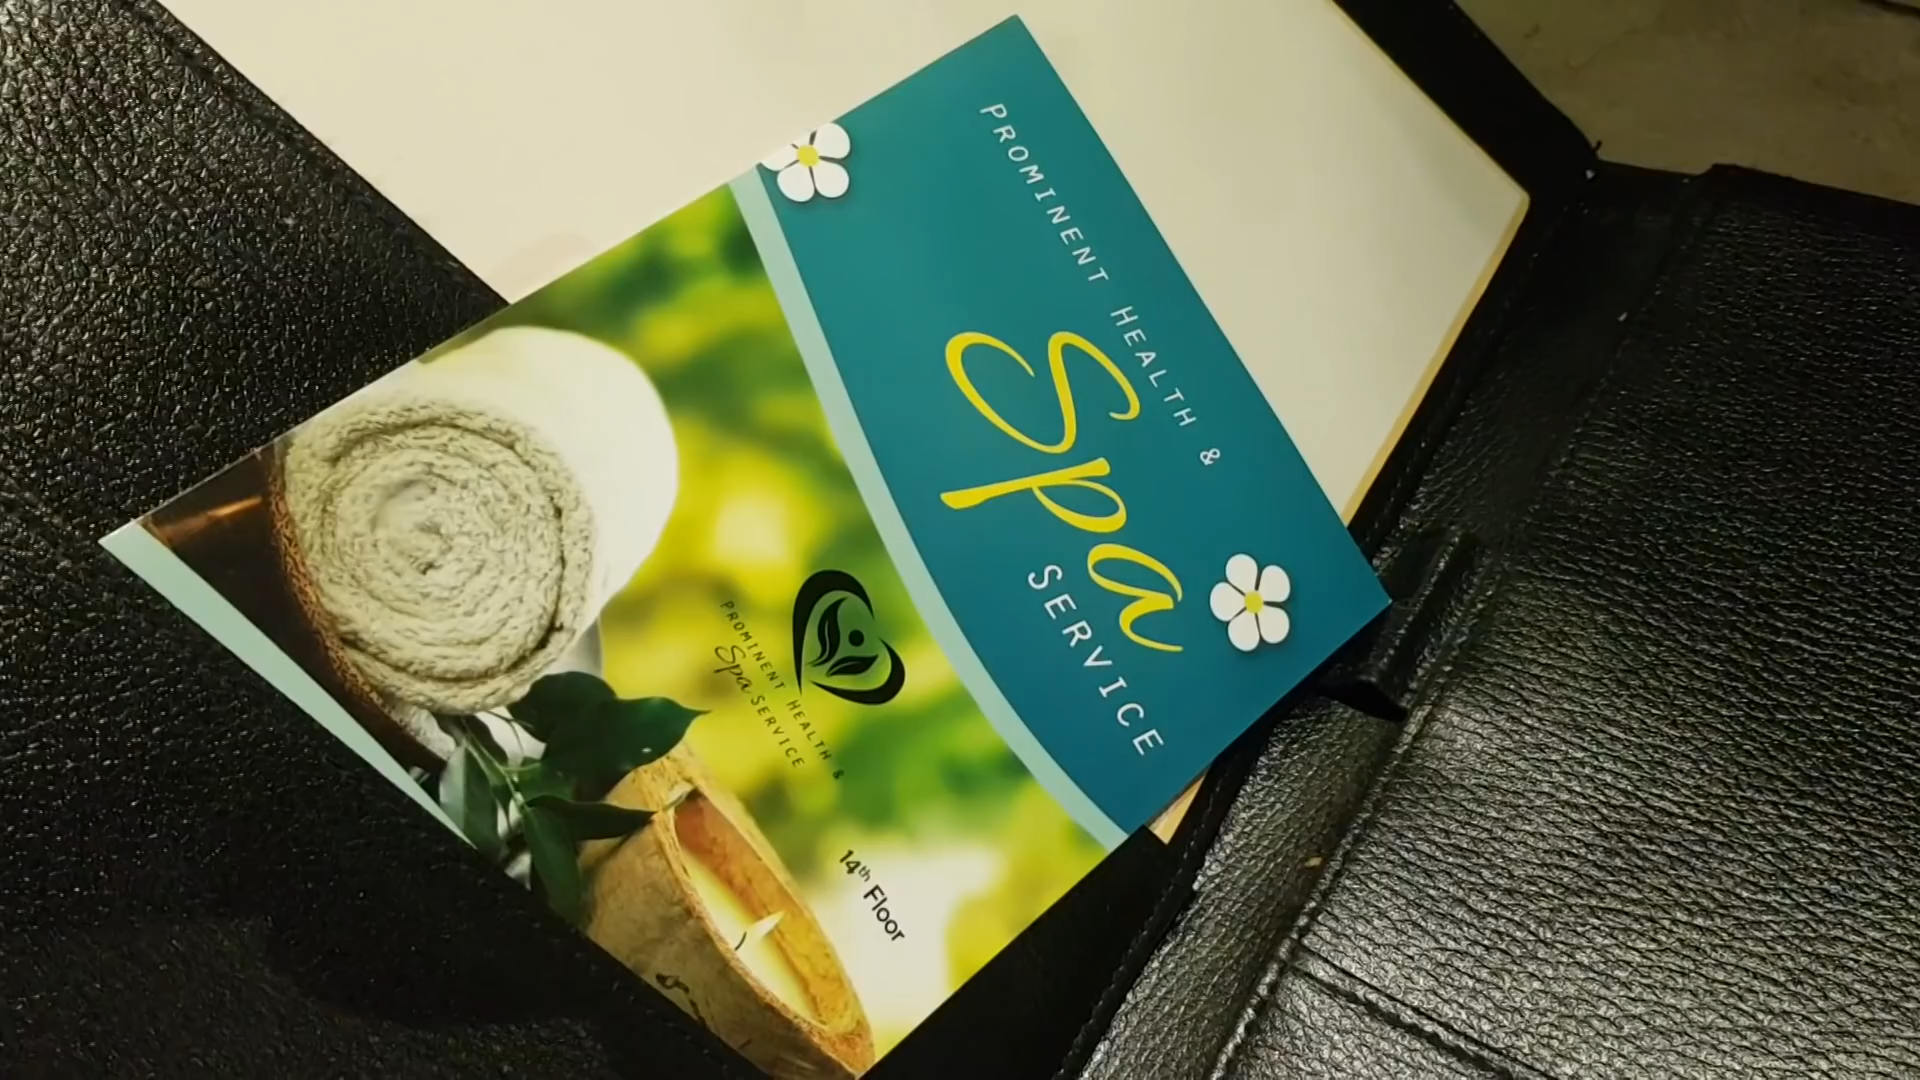 PROMINENT HEALTH &
Spa
SERVICE
PROMINENT HEALTH &
Spa SERVICE
14th Floor